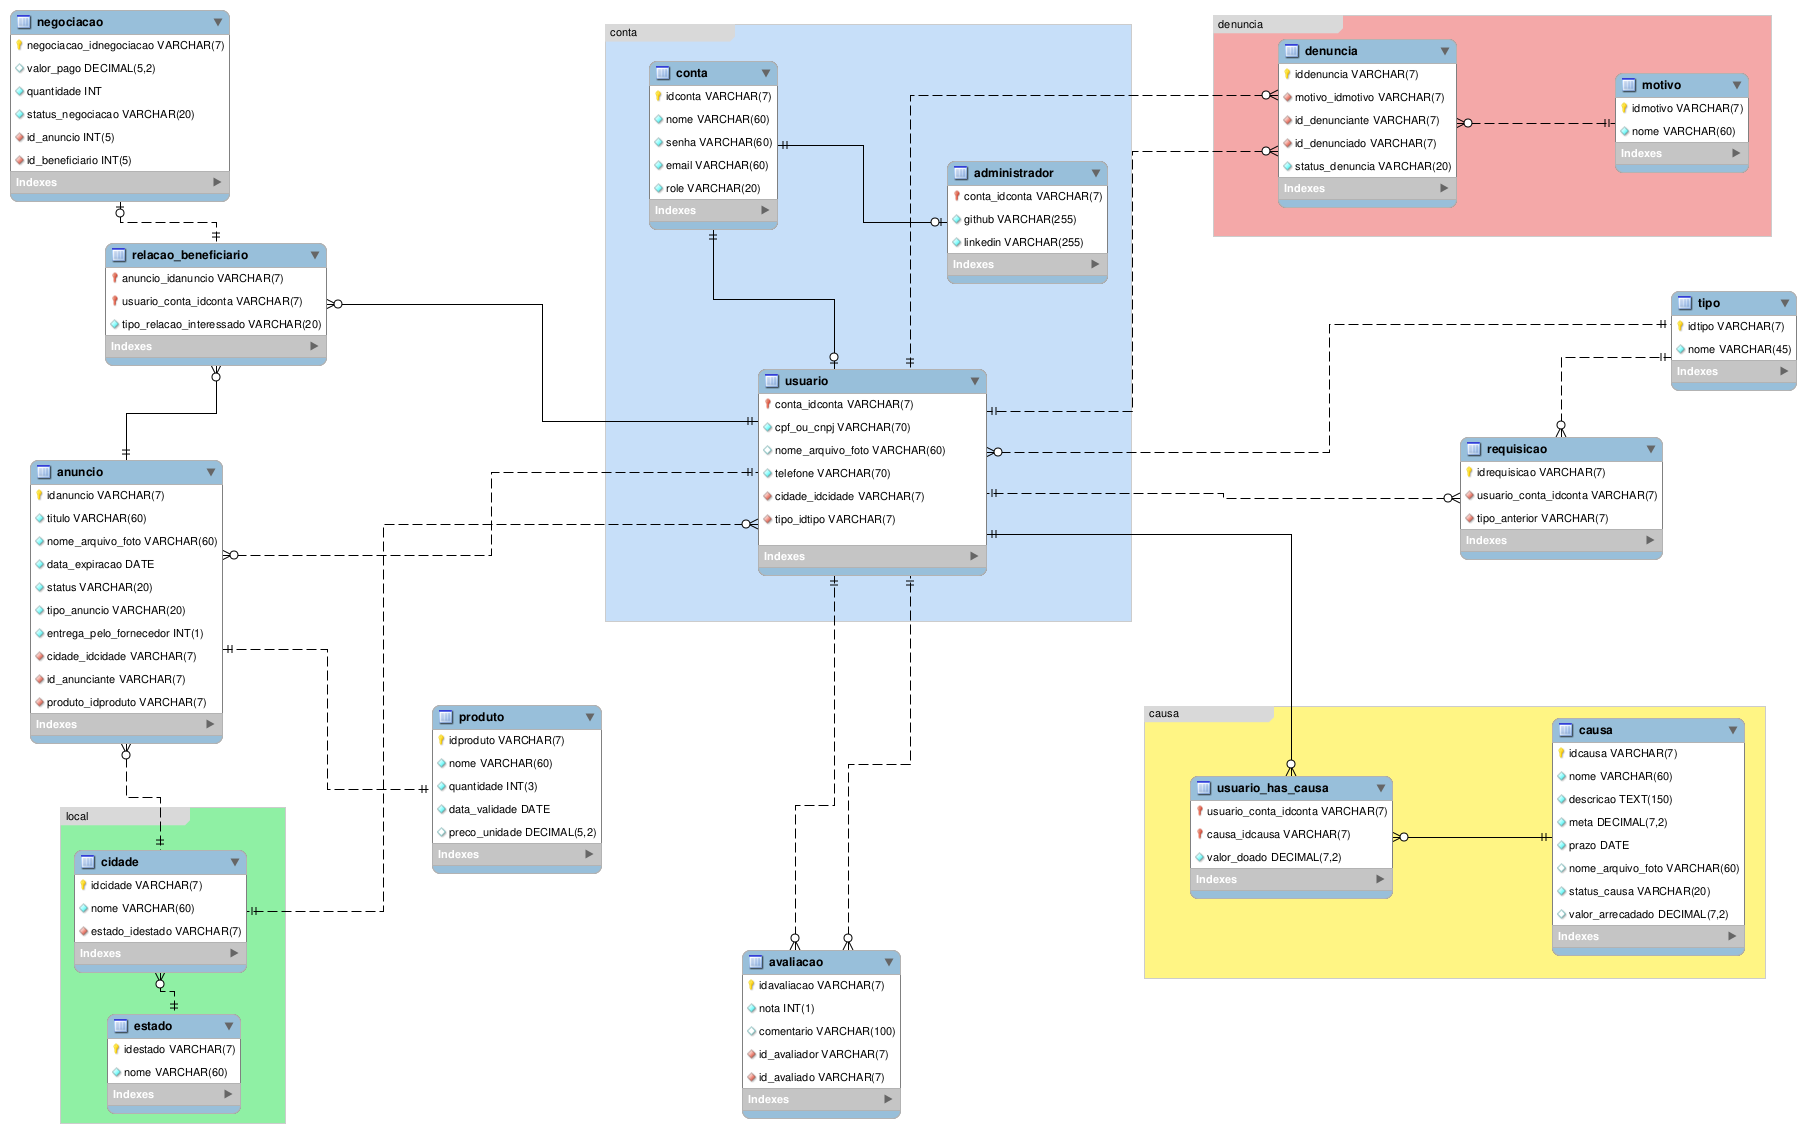 negociacao
negociacao_idnegociacao VARCHAR(7)
valor_pago DECIMAL(5,2)
quantidade INT
status_negociacao VARCHAR(20)
id_anuncio INT(5)
id_beneficiario INT(5)
Indexes
relacao_beneficiario
anuncio_idanuncio VARCHAR(7)
usuario_conta_idconta VARCHAR(7)
tipo_relacao_interessado VARCHAR(20)
Indexes
anuncio
idanuncio VARCHAR(7)
titulo VARCHAR(60)
nome_arquivo_foto VARCHAR(60)
data_expiracao DATE
status VARCHAR(20)
tipo_anuncio VARCHAR(20)
entrega_pelo_fornecedor INT(1)
cidade_idcidade VARCHAR(7)
id_anunciante VARCHAR(7)
produto_idproduto VARCHAR(7)
Indexes
local
cidade
idcidade VARCHAR(7)
nome VARCHAR(60)
estado_idestado VARCHAR(7)
Indexes
estado
idestado VARCHAR(7)
nome VARCHAR(60)
Indexes
produto
idproduto VARCHAR(7)
nome VARCHAR(60)
quantidade INT(3)
data_validade DATE
preco_unidade DECIMAL(5,2)
Indexes
conta
conta
idconta VARCHAR(7)
nome VARCHAR(60)
senha VARCHAR(60)
email VARCHAR(60)
role VARCHAR(20)
Indexes
administrador
conta_idconta VARCHAR(7)
github VARCHAR(255)
linkedin VARCHAR(255)
Indexes
usuario
conta_idconta VARCHAR(7)
cpf_ou_cnpj VARCHAR(70)
nome_arquivo_foto VARCHAR(60)
telefone VARCHAR(70)
cidade_idcidade VARCHAR(7)
tipo_idtipo VARCHAR(7)
Indexes
avaliacao
idavaliacao VARCHAR(7)
nota INT(1)
comentario VARCHAR(100)
id_avaliador VARCHAR(7)
id_avaliado VARCHAR(7)
Indexes
denuncia
denuncia
iddenuncia VARCHAR(7)
motivo_idmotivo VARCHAR(7)
id_denunciante VARCHAR(7)
id_denunciado VARCHAR(7)
status_denuncia VARCHAR(20)
Indexes
motivo
idmotivo VARCHAR(7)
nome VARCHAR(60)
Indexes
tipo
idtipo VARCHAR(7)
nome VARCHAR(45)
Indexes
requisicao
idrequisicao VARCHAR(7)
usuario_conta_idconta VARCHAR(7)
tipo_anterior VARCHAR(7)
Indexes
causa
usuario_has_causa
usuario_conta_idconta VARCHAR(7)
causa_idcausa VARCHAR(7)
valor_doado DECIMAL(7,2)
Indexes
causa
idcausa VARCHAR(7)
nome VARCHAR(60)
descricao TEXT(150)
meta DECIMAL(7,2)
prazo DATE
nome_arquivo_foto VARCHAR(60)
status_causa VARCHAR(20)
valor_arrecadado DECIMAL(7,2)
Indexes